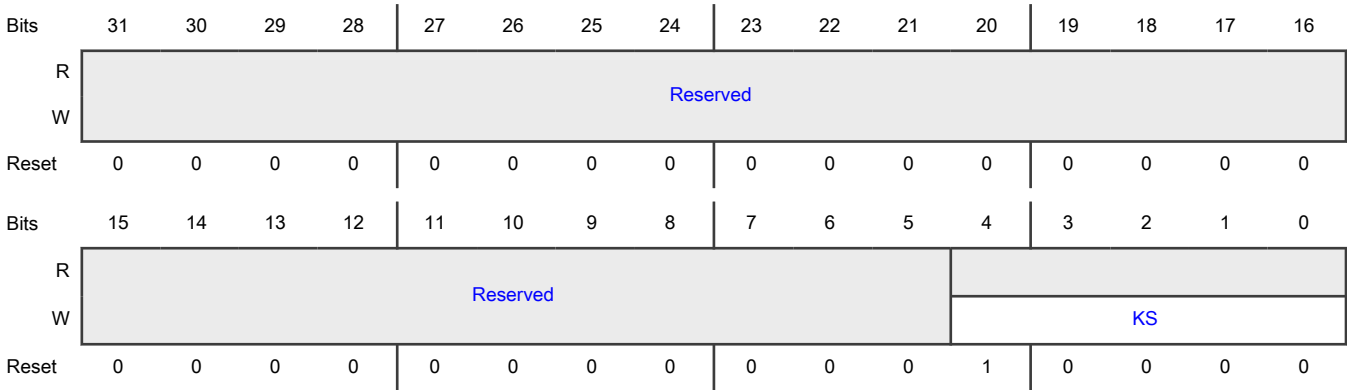 Bits 31 30 29 28 27 26 25 24 23 22 21 20 19 18 17 16
R
Reserved
W
Reset 0 0 0 0 0 0 0 0 0 0 0 0 0 0 0 0
Bits 15 14 13 12 11 10 9 8 7 6 5 4 3 2 1 0
R
Reserved
W KS
Reset 0 0 0 0 0 0 0 0 0 0 0 1 0 0 0 0